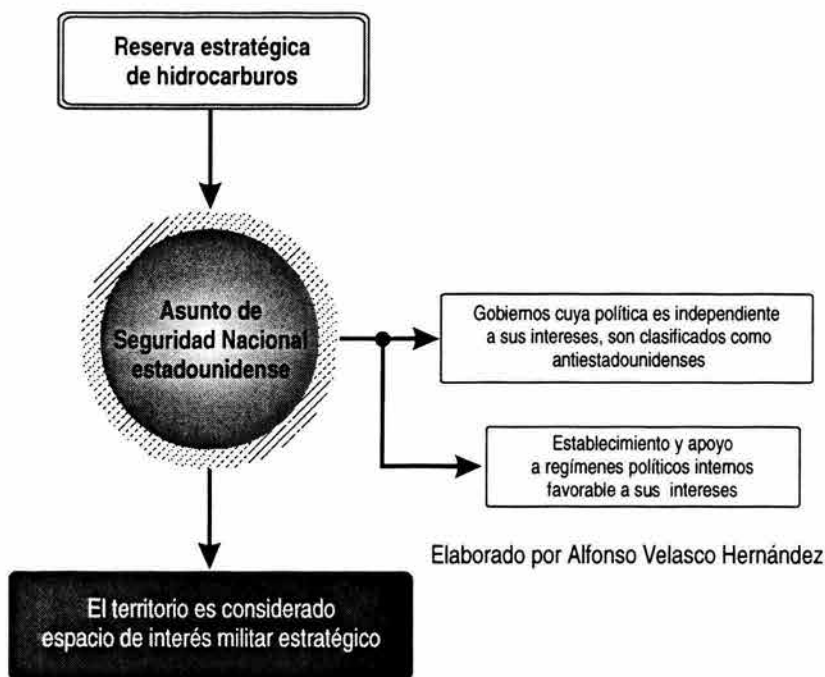 Reserva estratégica
de hidrocarburos
Asunto de
Seguridad Nacional
estadounidense
Gobiernos cuya política es independiente
a sus intereses, son clasificados como
antiestadounidenses
Establecimiento y apoyo
a regímenes políticos internos
favorable a sus intereses
Elaborado por Alfonso Velasco Hernández
El territorio es considerado
espacio de interés militar estratégico